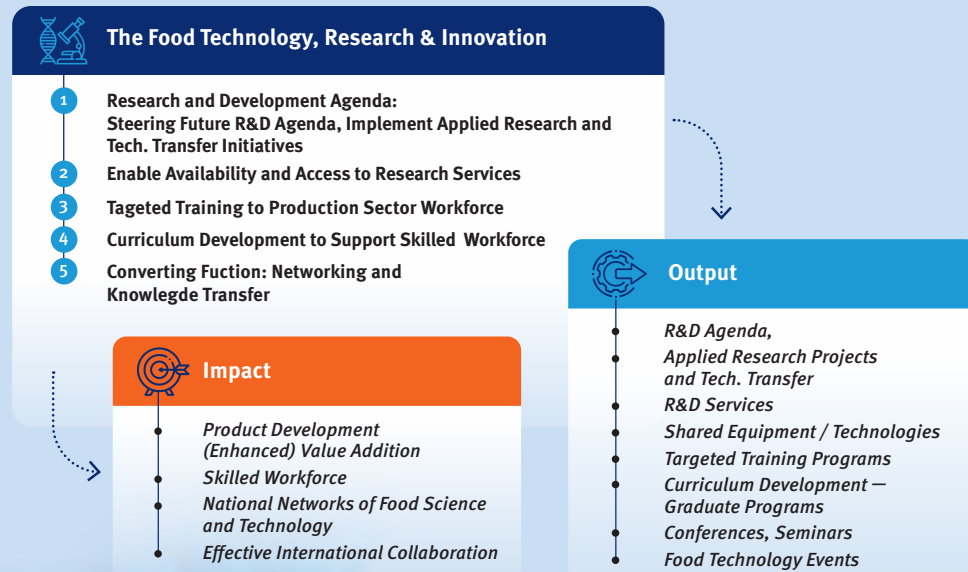 The Food Technology, Research & Innovation
1
Research and Development Agenda:
Steering Future R&D Agenda, Implement Applied Research and
Tech. Transfer Initiatives
2
Enable Availability and Access to Research Services
3
Tageted Training to Production Sector Workforce
4
Curriculum Development to Support Skilled Workforce
5
Converting Fuction: Networking and
Knowlegde Transfer
Impact
Product Development
(Enhanced) Value Addition
Skilled Workforce
National Networks of Food Science
and Technology
Effective International Collaboration
Output
R&D Agenda,
Applied Research Projects
and Tech. Transfer
R&D Services
Shared Equipment / Technologies
Targeted Training Programs
Curriculum Development —
Graduate Programs
Conferences, Seminars
Food Technology Events